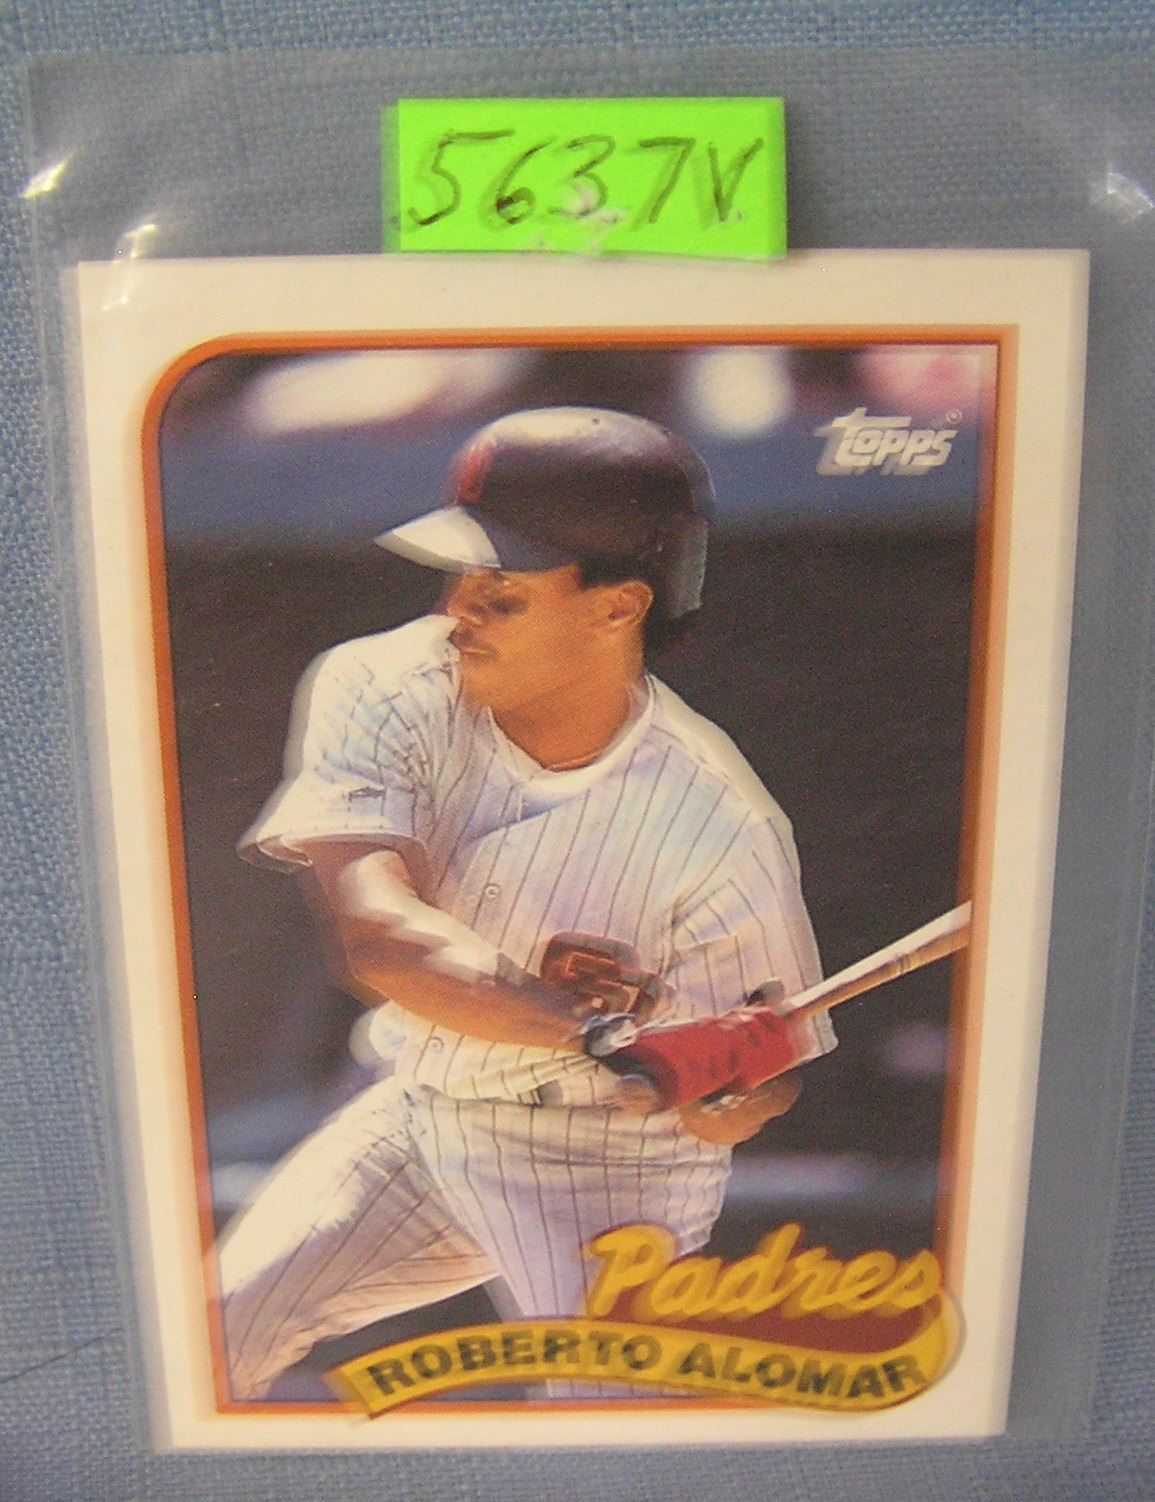 5637V
topps
Padres
ROBERTO ALOMAR